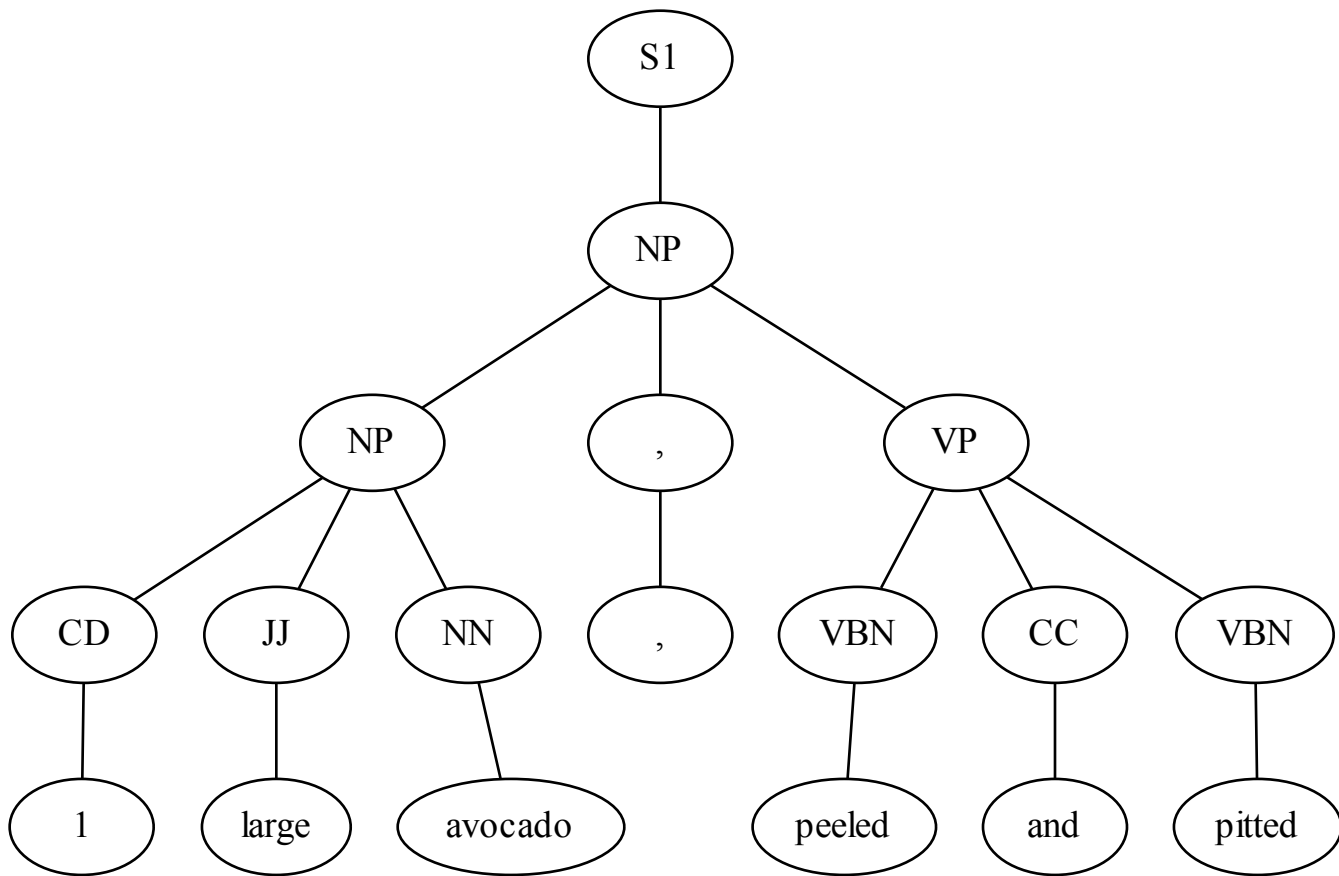 S1
NP
NP , VP
CD JJ NN , VBN CC VBN
1 large avocado peeled and pitted